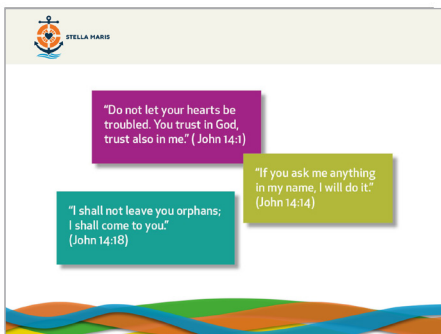 STELLA MARIS
“Do not let your hearts be
troubled. You trust in God,
trust also in me.” ( John 14:1)
“If you ask me anything
in my name, I will do it.”
(John 14:14)
“I shall not leave you orphans;
I shall come to you.”
(John 14:18)